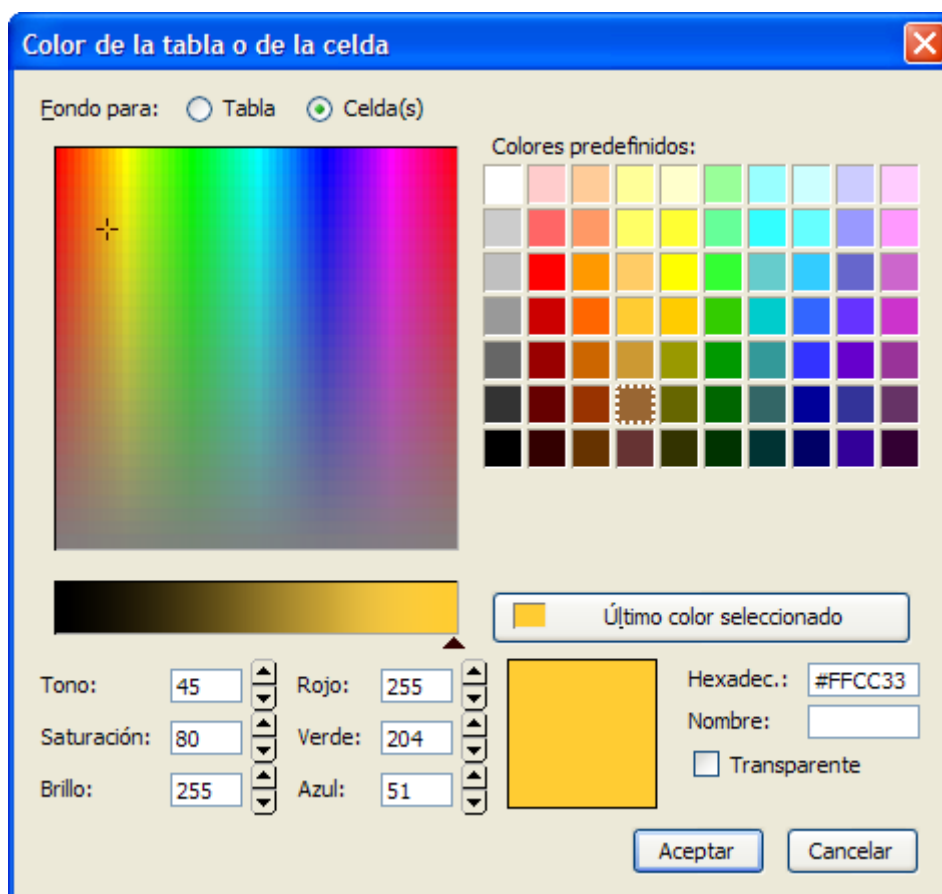 Color de la tabla o de la celda
Fondo para: Tabla Celda(s)
Colores predefinidos:
Último color seleccionado
Tono: 45 Rojo: 255 Hexadec.: #FFCC33
Nombre:
Saturación: 80 Verde: 204
Transparente
Brillo: 255 Azul: 51
Aceptar Cancelar